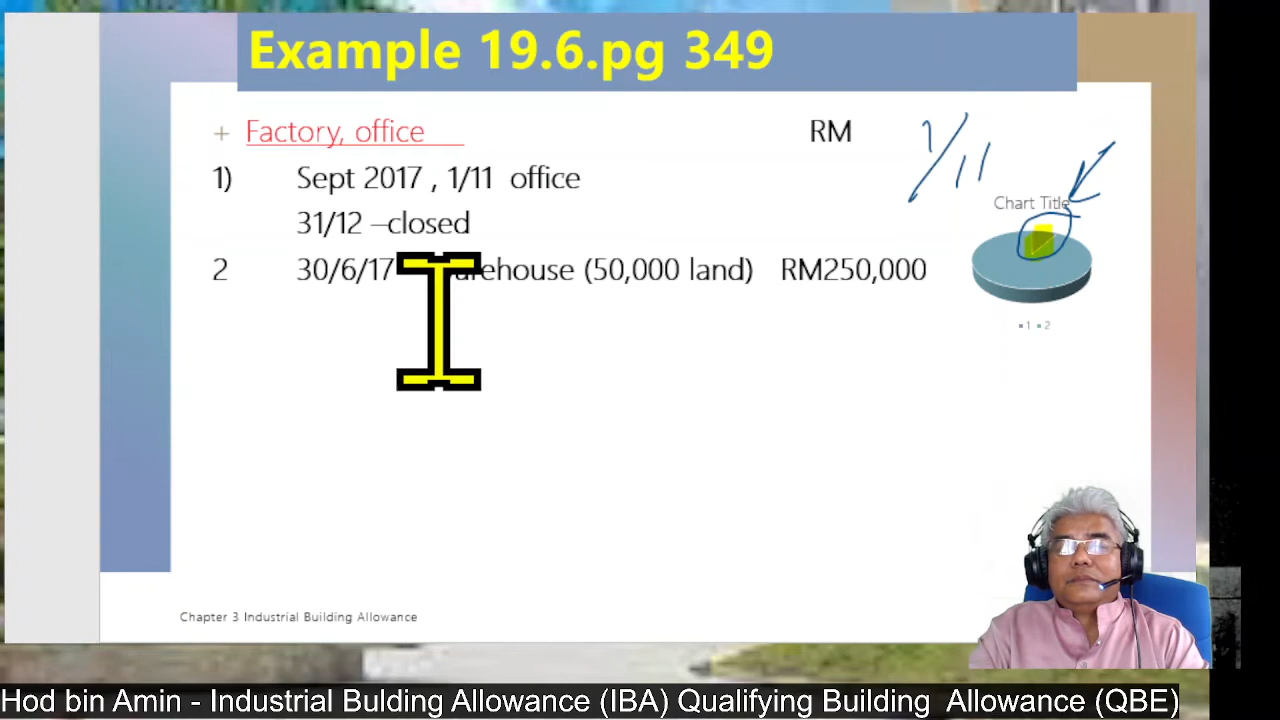 Example 19.6.pg 349
+ Factory, office RM
1) Sept 2017 , 1/11 office
31/12 –closed
2 30/6/17 (50,000 land) RM250,000
1/11
Chart Title
1 2
Chapter 3 Industrial Building Allowance
Hod bin Amin - Industrial Bulding Allowance (IBA) Qualifying Building Allowance (QBE)